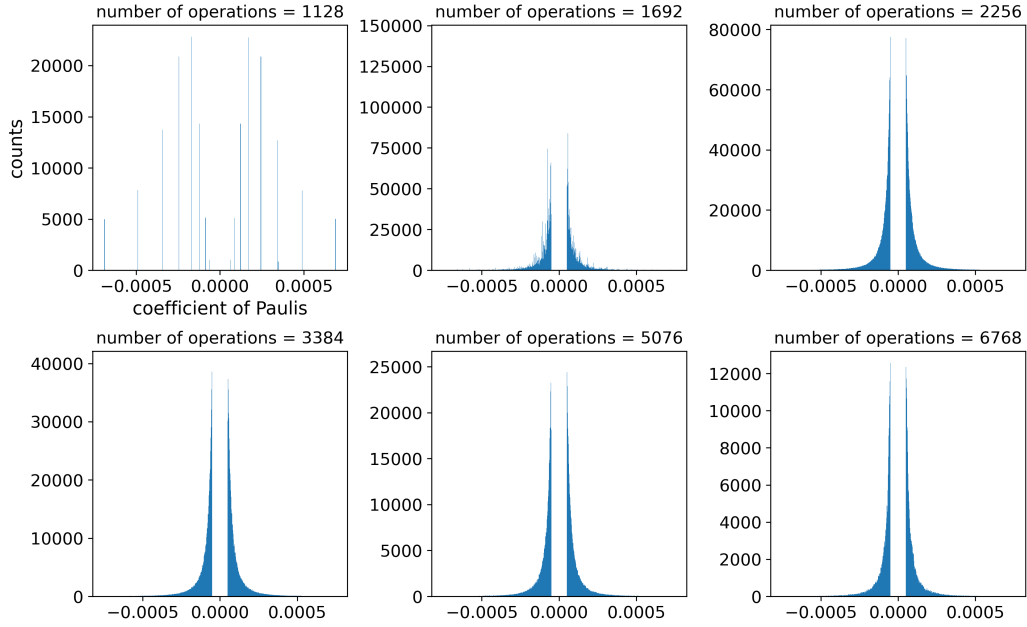 number of operations = 1128
counts
20000
15000
10000
5000
0
−0.0005 0.0000 0.0005
coefficient of Paulis
number of operations = 1692
150000
125000
100000
75000
50000
25000
0
−0.0005 0.0000 0.0005
number of operations = 2256
80000
60000
40000
20000
0
−0.0005 0.0000 0.0005
number of operations = 3384
40000
30000
20000
10000
0
−0.0005 0.0000 0.0005
number of operations = 5076
25000
20000
15000
10000
5000
0
−0.0005 0.0000 0.0005
number of operations = 6768
12000
10000
8000
6000
4000
2000
0
−0.0005 0.0000 0.0005